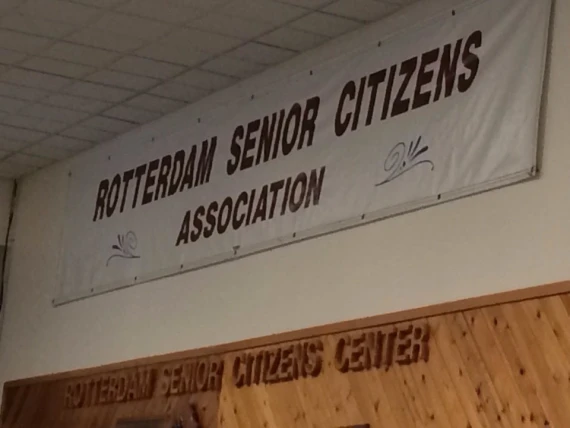 ROTTERDAM SENIOR CITIZENS
ASSOCIATION
ROTTERDAM SENIOR CITIZENS CENTER